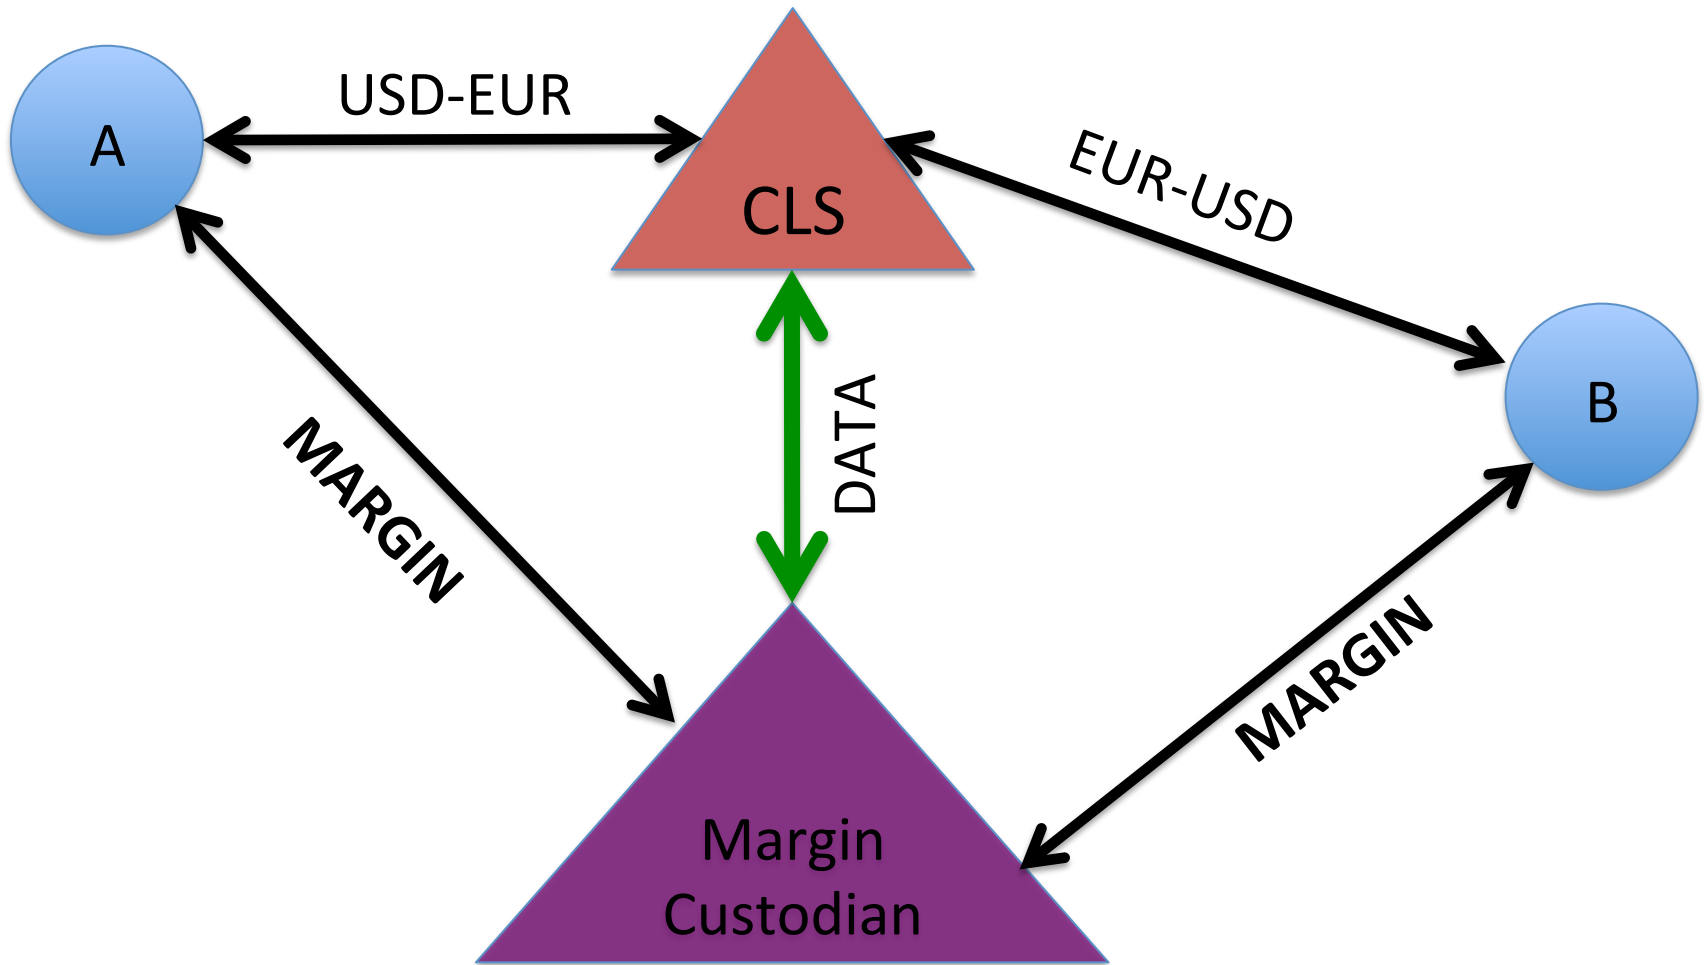 USD-EUR
A
CLS
EUR-USD
B
DATA
MARGIN
MARGIN
Margin
Custodian